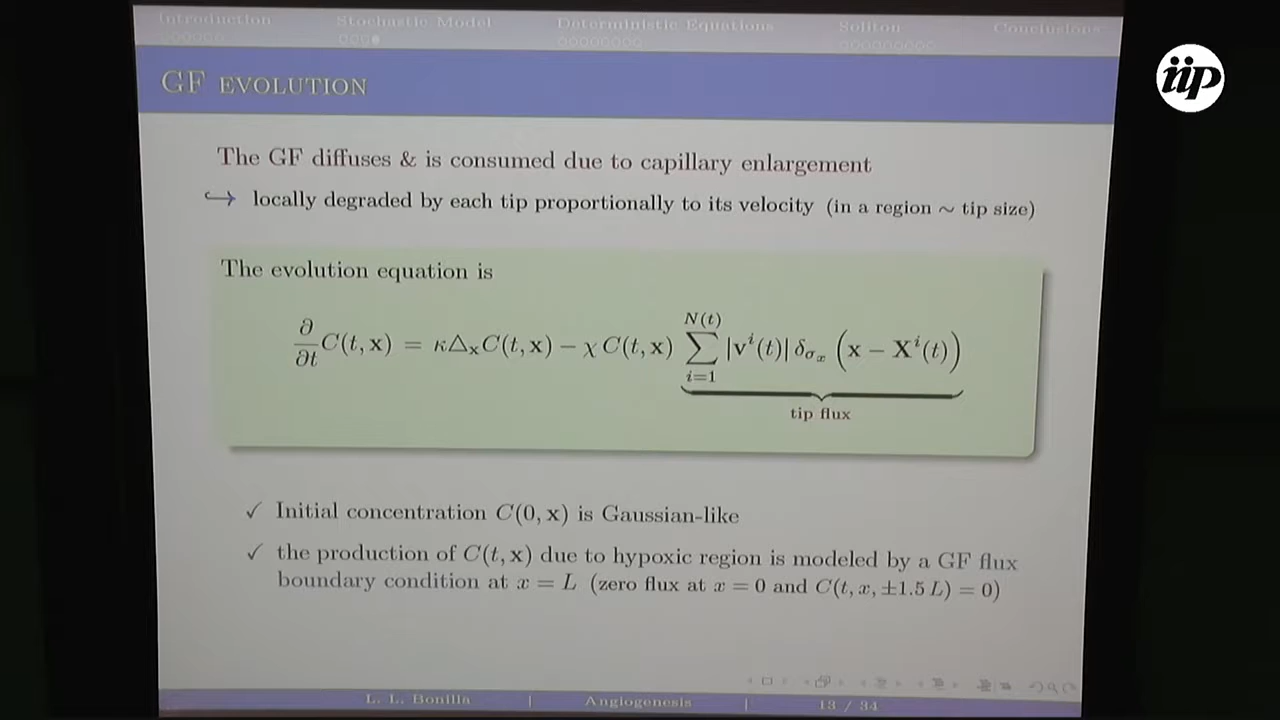 Introduction Stochastic Model Deterministic Equations Soliton Conclusions
iip
GF EVOLUTION
The GF diffuses & is consumed due to capillary enlargement
↪ locally degraded by each tip proportionally to its velocity (in a region ∼ tip size)
The evolution equation is
∂/∂t C(t, x) = κ△ₓC(t, x) − χ C(t, x) ∑_{i=1}^{N(t)} |vⁱ(t)| δ_{σₓ} (x − Xⁱ(t))
tip flux
✓ Initial concentration C(0, x) is Gaussian-like
✓ the production of C(t, x) due to hypoxic region is modeled by a GF flux
boundary condition at x = L (zero flux at x = 0 and C(t, x, ±1.5 L) = 0)
L. L. Bonilla | Angiogenesis | 13 / 34